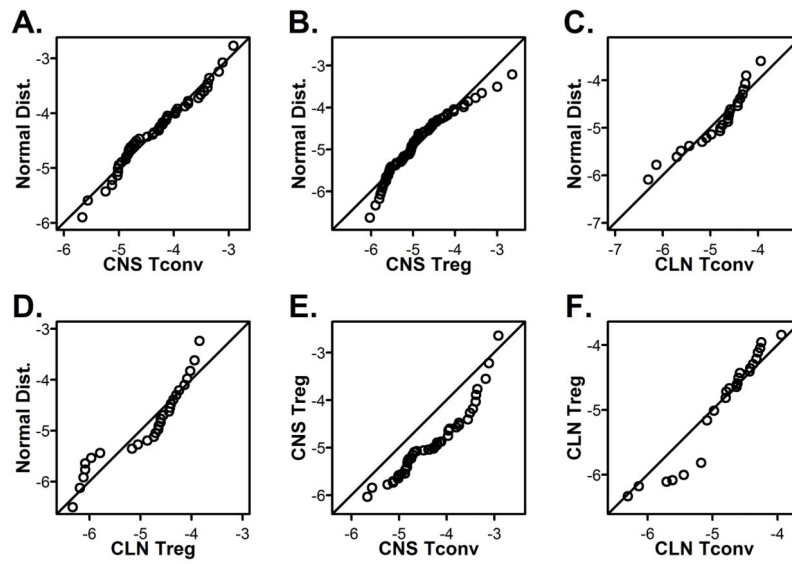 A.
Normal Dist.
-3
-4
-5
-6
-6 -5 -4 -3
CNS Tconv
B.
Normal Dist.
-3
-4
-5
-6
-6 -5 -4 -3
CNS Treg
C.
Normal Dist.
-4
-5
-6
-7
-7 -6 -5 -4
CLN Tconv
D.
Normal Dist.
-3
-4
-5
-6
-6 -5 -4 -3
CLN Treg
E.
CNS Treg
-3
-4
-5
-6
-6 -5 -4 -3
CNS Tconv
F.
CLN Treg
-4
-5
-6
-6 -5 -4
CLN Tconv